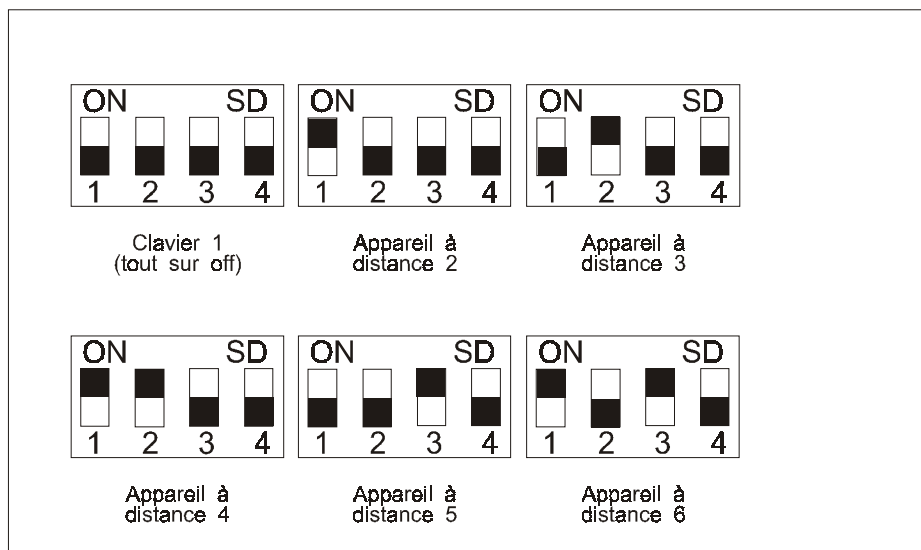 ON SD ON SD ON SD
1 2 3 4 1 2 3 4 1 2 3 4
Clavier 1
(tout sur off)
Appareil à
distance 2
Appareil à
distance 3
ON SD ON SD ON SD
1 2 3 4 1 2 3 4 1 2 3 4
Appareil à
distance 4
Appareil à
distance 5
Appareil à
distance 6